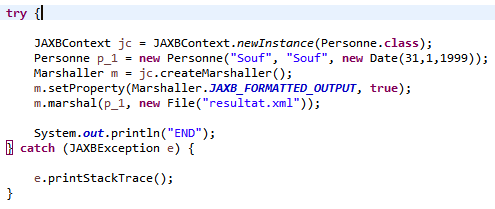 try {
JAXBContext jc = JAXBContext.newInstance(Personne.class);
Personne p_1 = new Personne("Souf", "Souf", new Date(31,1,1999));
Marshaller m = jc.createMarshaller();
m.setProperty(Marshaller.JAXB_FORMATTED_OUTPUT, true);
m.marshal(p_1, new File("resultat.xml"));
System.out.println("END");
} catch (JAXBException e) {
e.printStackTrace();
}